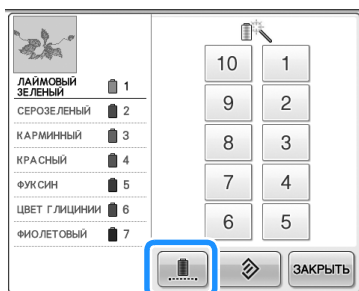 ЛАЙМОВЫЙ
ЗЕЛЕНЫЙ 1
СЕРОЗЕЛЕНЫЙ 2
КАРМИННЫЙ 3
КРАСНЫЙ 4
ФУКСИН 5
ЦВЕТ ГЛИЦИНИИ 6
ФИОЛЕТОВЫЙ 7
10 1
9 2
8 3
7 4
6 5
ЗАКРЫТЬ